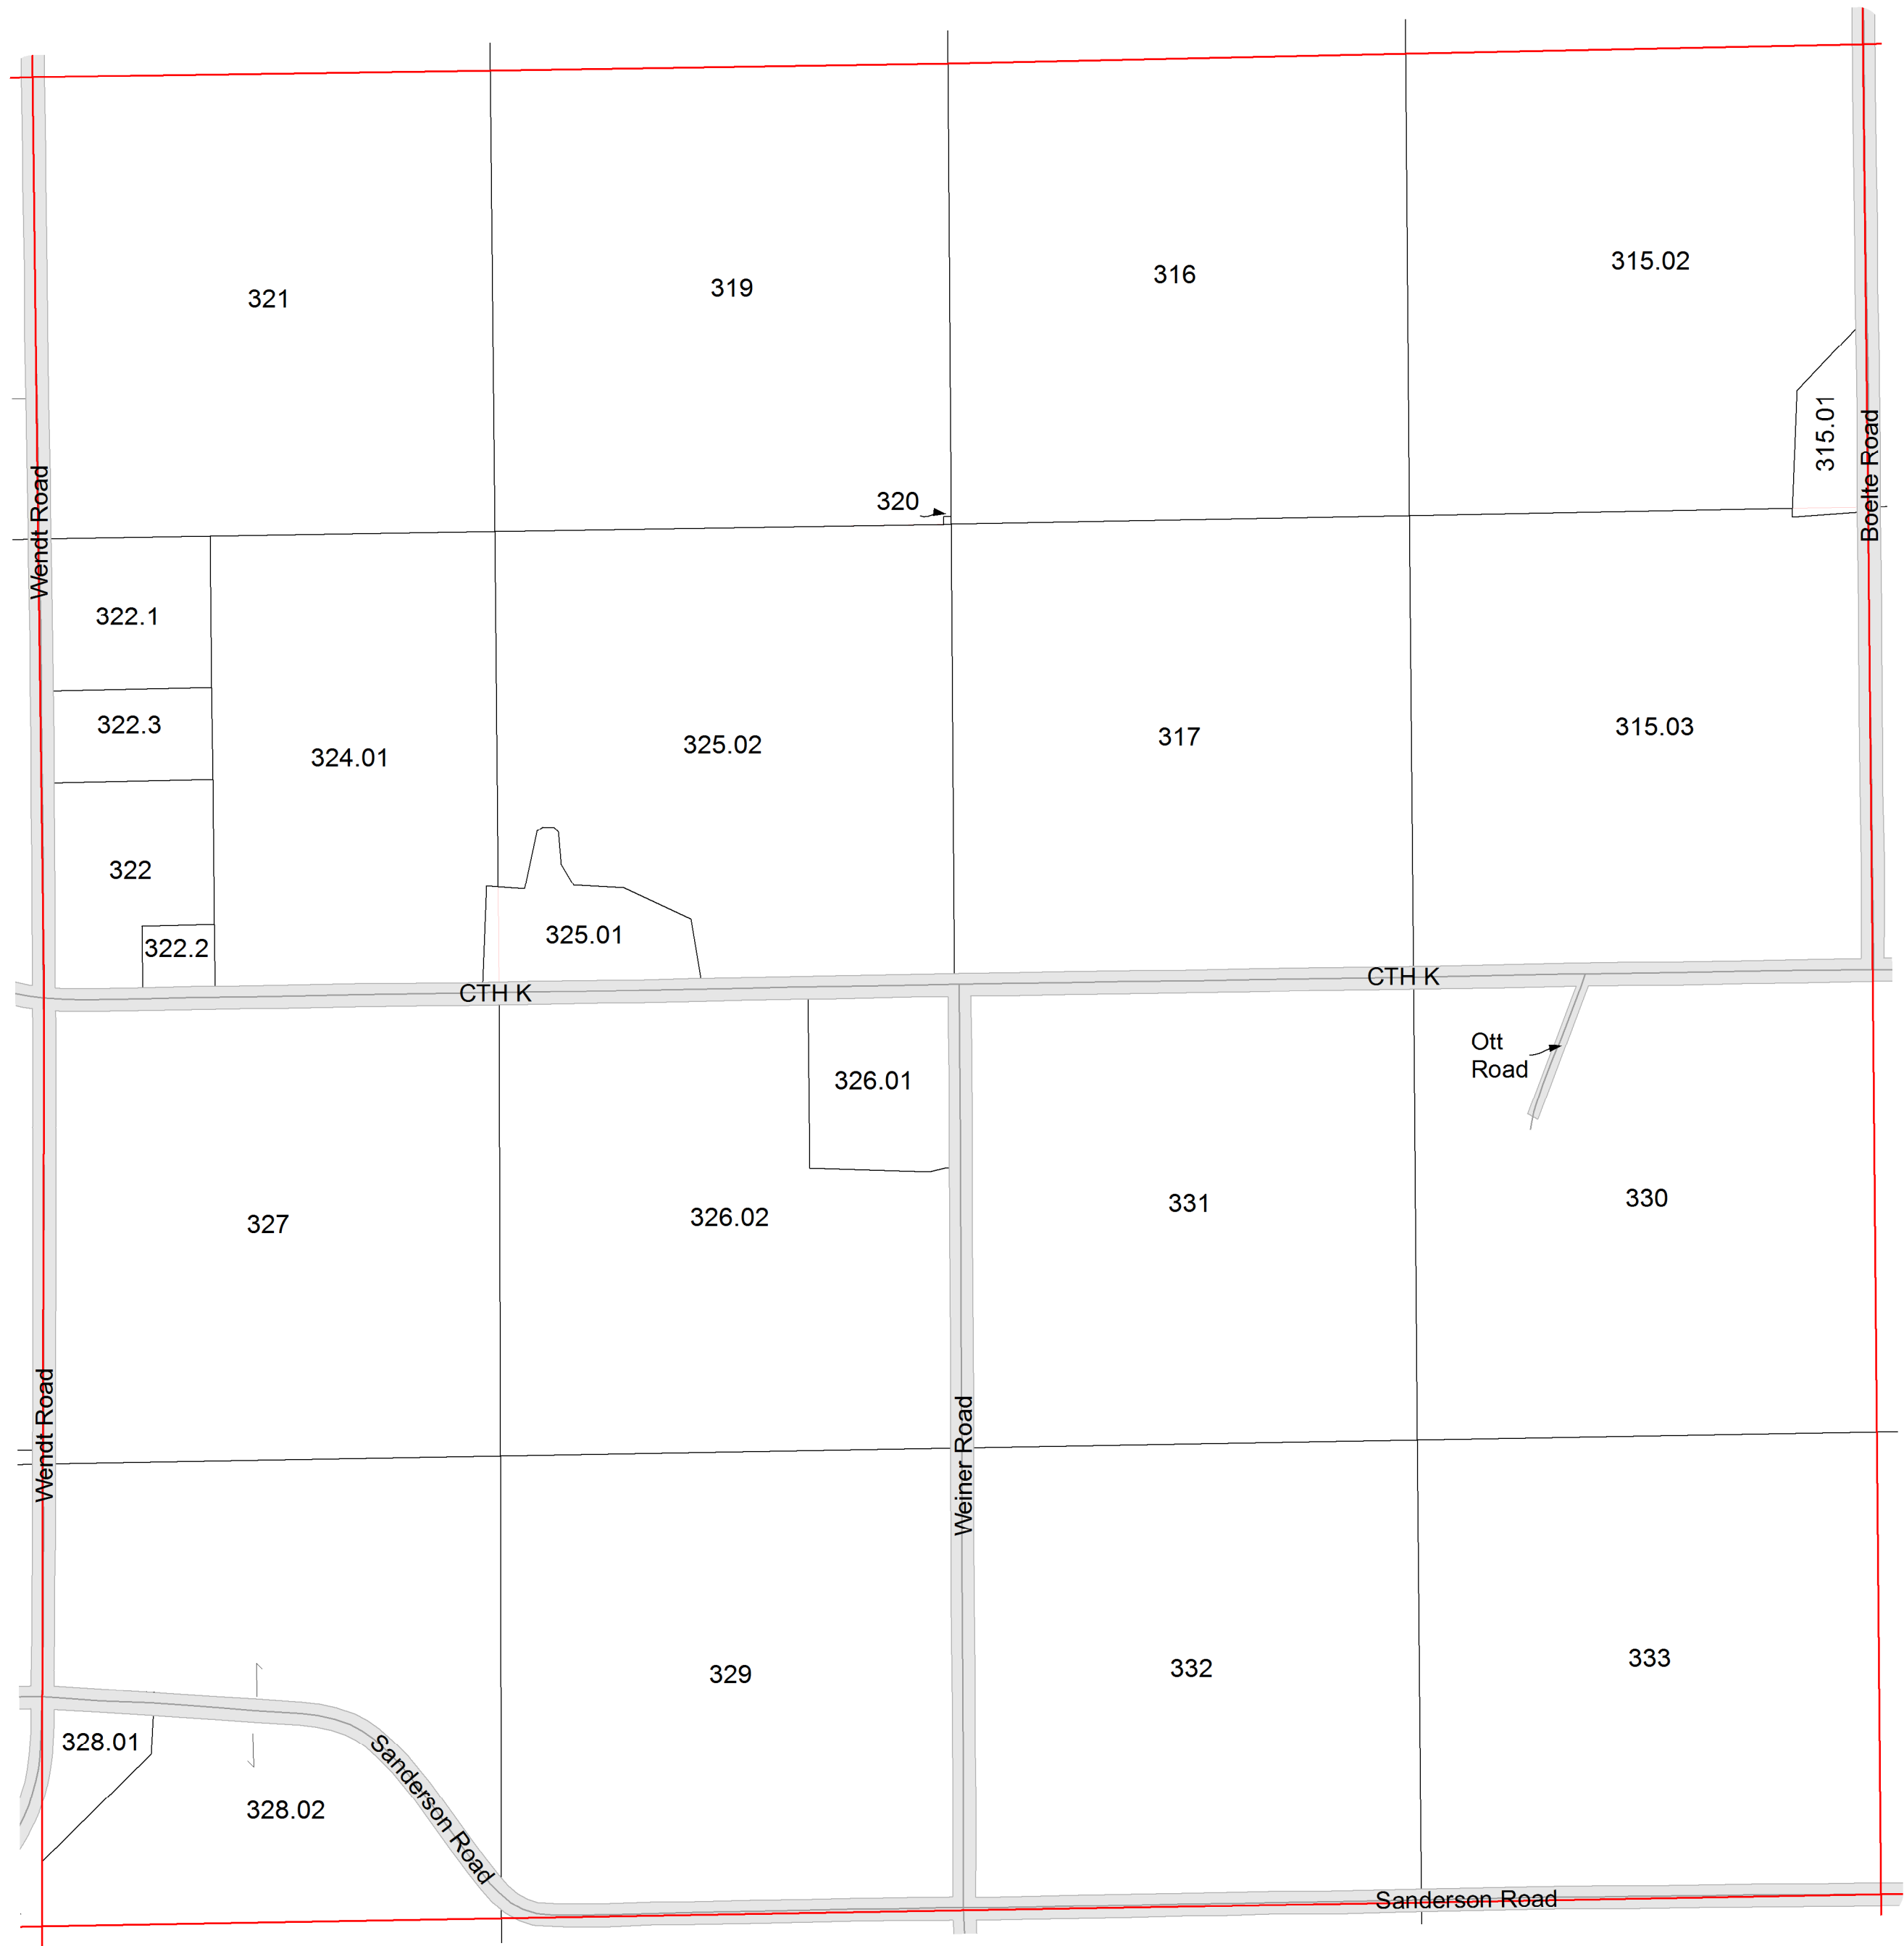 315.02
316
319
321
315.01
Boelte Road
Wendt Road
320
322.1
322.3
324.01
325.02
317
315.03
322
322.2
325.01
CTH K
CTH K
Ott
Road
326.01
327
326.02
331
330
Wendt Road
Weiner Road
329
332
333
328.01
Sanderson Road
328.02
Sanderson Road